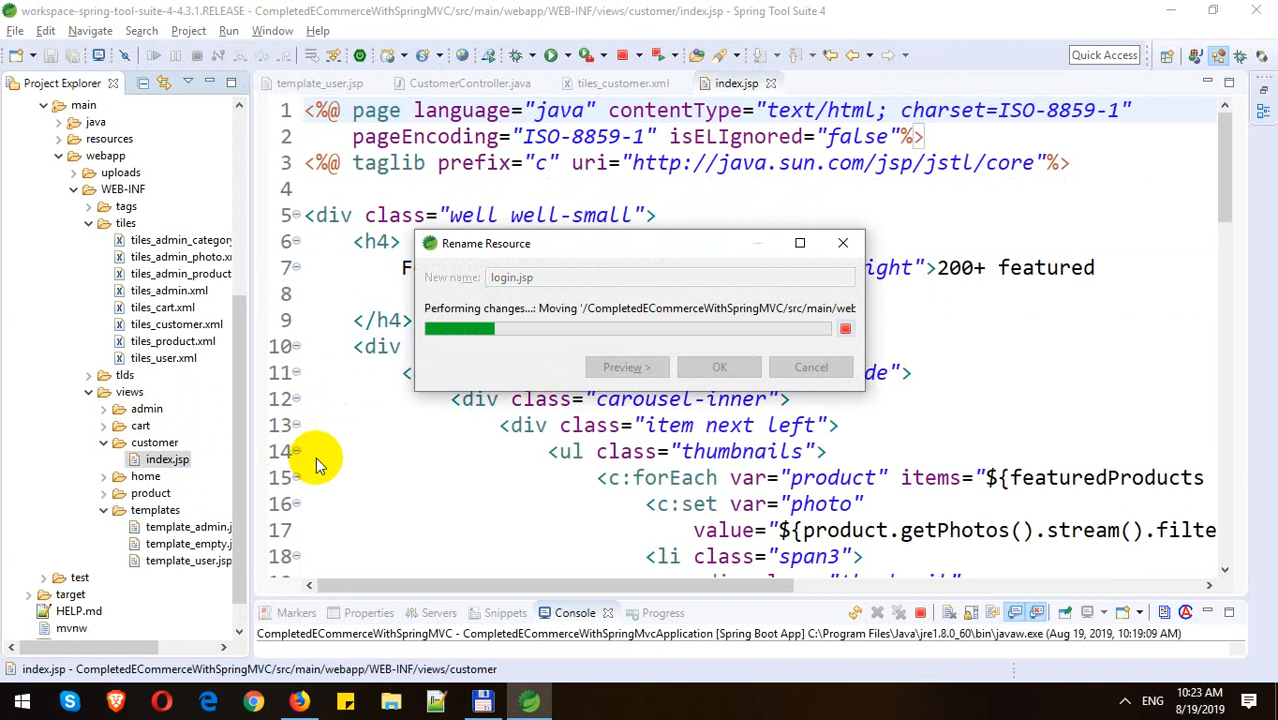 workspace-spring-tool-suite-4-4.3.1.RELEASE - CompletedECommerceWithSpringMVC/src/main/webapp/WEB-INF/views/customer/index.jsp - Spring Tool Suite 4
File Edit Navigate Search Project Run Window Help
Quick Access
Project Explorer
template_user.jsp CustomerController.java tiles_customer.xml index.jsp
main
java
resources
webapp
uploads
WEB-INF
tags
tiles
tiles_admin_category
tiles_admin_photo.x
tiles_admin_product
tiles_admin.xml
tiles_cart.xml
tiles_customer.xml
tiles_product.xml
tiles_user.xml
tlds
views
admin
cart
customer
index.jsp
home
product
templates
template_admin.j
template_empty.j
template_user.jsp
test
target
HELP.md
mvnw
1 <%@ page language="java" contentType="text/html; charset=ISO-8859-1"
2 pageEncoding="ISO-8859-1" isELIgnored="false"%>
3 <%@ taglib prefix="c" uri="http://java.sun.com/jsp/jstl/core"%>
4
5 <div class="well well-small">
6 <h4>
7 F ight">200+ featured
8
9 </h4>
10 <div
11 de">
12 <div class="carousel-inner">
13 <div class="item next left">
14 <ul class="thumbnails">
15 <c:forEach var="product" items="${featuredProducts
16 <c:set var="photo"
17 value="${product.getPhotos().stream().filte
18 <li class="span3">
Rename Resource
New name: login.jsp
Performing changes...: Moving '/CompletedECommerceWithSpringMVC/src/main/web
Preview > OK Cancel
Markers Properties Servers Snippets Console Progress
CompletedECommerceWithSpringMVC - CompletedECommerceWithSpringMvcApplication [Spring Boot App] C:\Program Files\Java\jre1.8.0_60\bin\javaw.exe (Aug 19, 2019, 10:19:09 AM)
index.jsp - CompletedECommerceWithSpringMVC/src/main/webapp/WEB-INF/views/customer
ENG
10:23 AM
8/19/2019